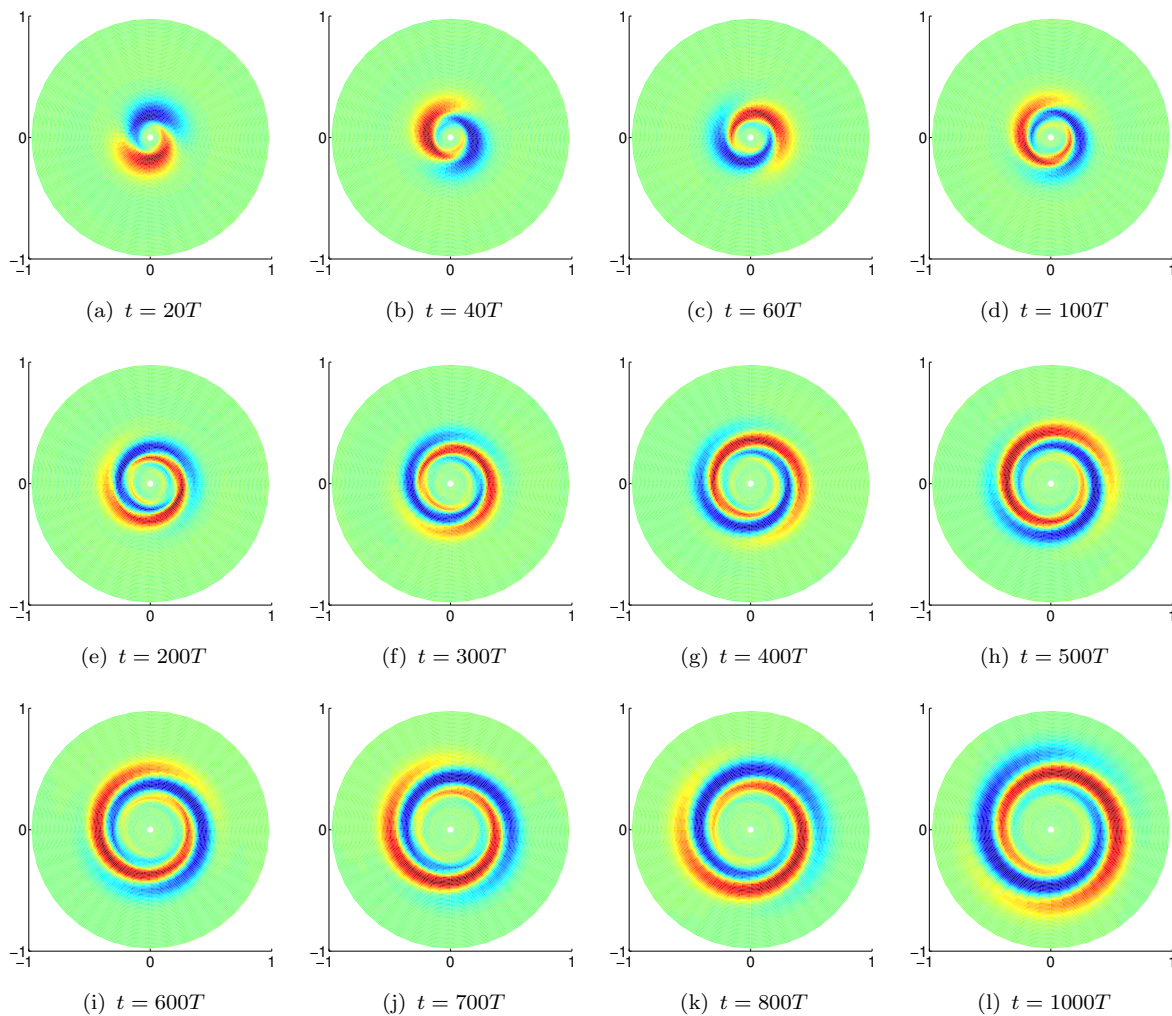 1 1 1 1
0 0 0 0
−1 −1 −1 −1
−1 0 1 −1 0 1 −1 0 1 −1 0 1
(a) t = 20T (b) t = 40T (c) t = 60T (d) t = 100T
1 1 1 1
0 0 0 0
−1 −1 −1 −1
−1 0 1 −1 0 1 −1 0 1 −1 0 1
(e) t = 200T (f) t = 300T (g) t = 400T (h) t = 500T
1 1 1 1
0 0 0 0
−1 −1 −1 −1
−1 0 1 −1 0 1 −1 0 1 −1 0 1
(i) t = 600T (j) t = 700T (k) t = 800T (l) t = 1000T